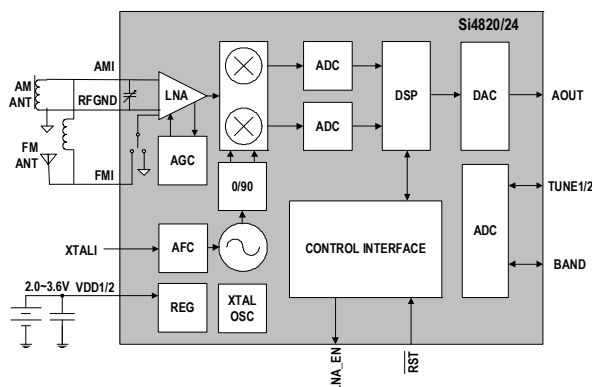 Si4820/24
AMI
AM
ANT
RFGND
LNA
ADC
DSP
DAC
AOUT
ADC
FM
ANT
FMI
AGC
0/90
ADC
TUNE1/2
BAND
XTALI
AFC
CONTROL INTERFACE
2.0~3.6V
VDD1/2
REG
XTAL
OSC
LNA_EN
RST